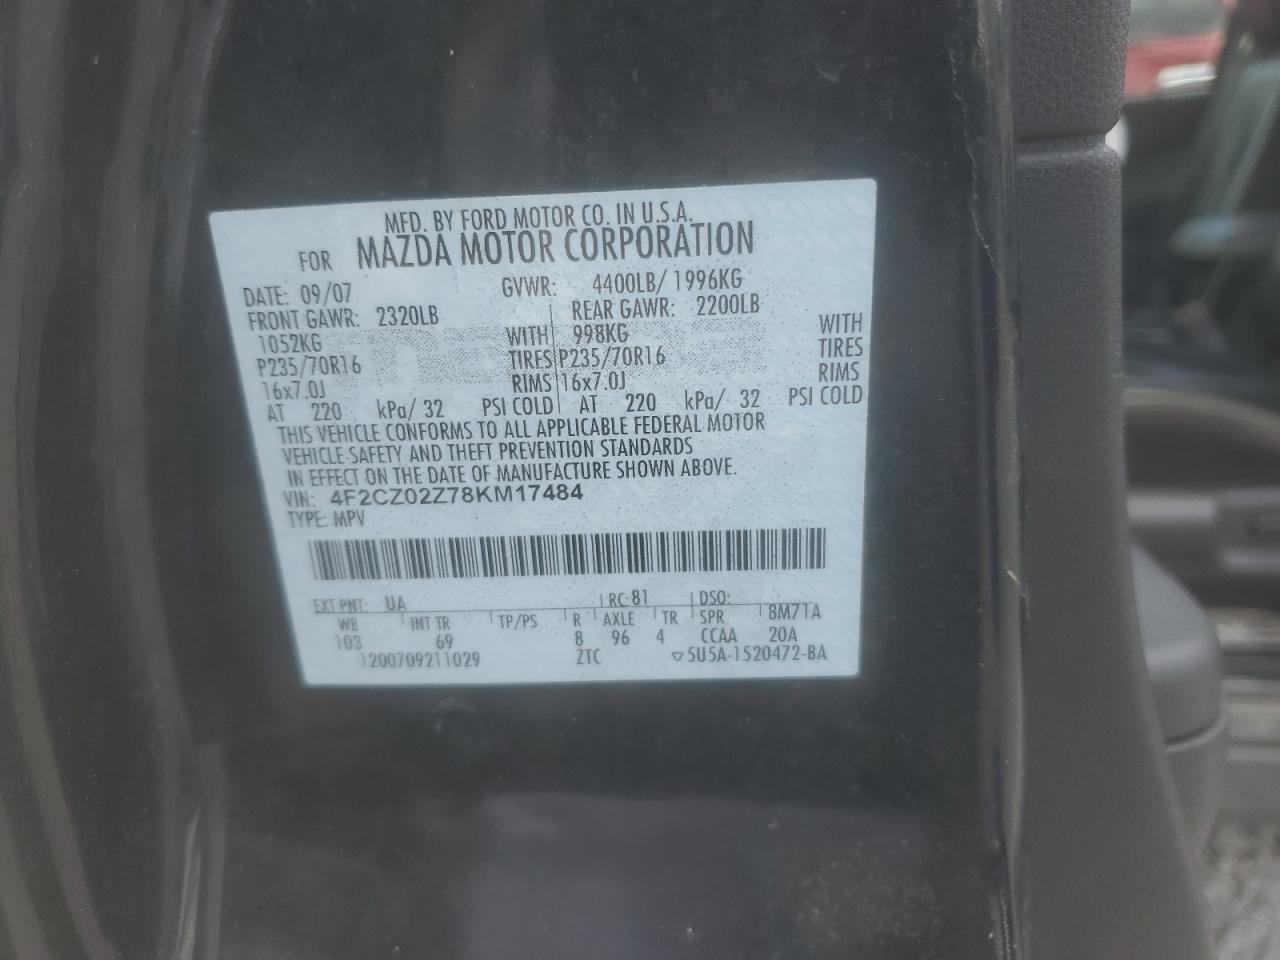 MFD. BY FORD MOTOR CO. IN U.S.A.
FOR MAZDA MOTOR CORPORATION
DATE: 09/07 GVWR: 4400LB/ 1996KG
FRONT GAWR: 2320LB REAR GAWR: 2200LB
1052KG WITH 998KG WITH
P235/70R16 TIRES P235/70R16 TIRES
16x7.0J RIMS 16x7.0J RIMS
AT 220 kPa/ 32 PSI COLD AT 220 kPa/ 32 PSI COLD
THIS VEHICLE CONFORMS TO ALL APPLICABLE FEDERAL MOTOR
VEHICLE SAFETY AND THEFT PREVENTION STANDARDS
IN EFFECT ON THE DATE OF MANUFACTURE SHOWN ABOVE.
VIN: 4F2CZ02Z78KM17484
TYPE: MPV
EXT PNT: UA RC: 81 DSO:
WB INT TR TP/PS R AXLE TR SPR 8M71A
103 69 8 96 4 CCAA 20A
1200709211029 ZTC ▽5U5A-1520472-BA